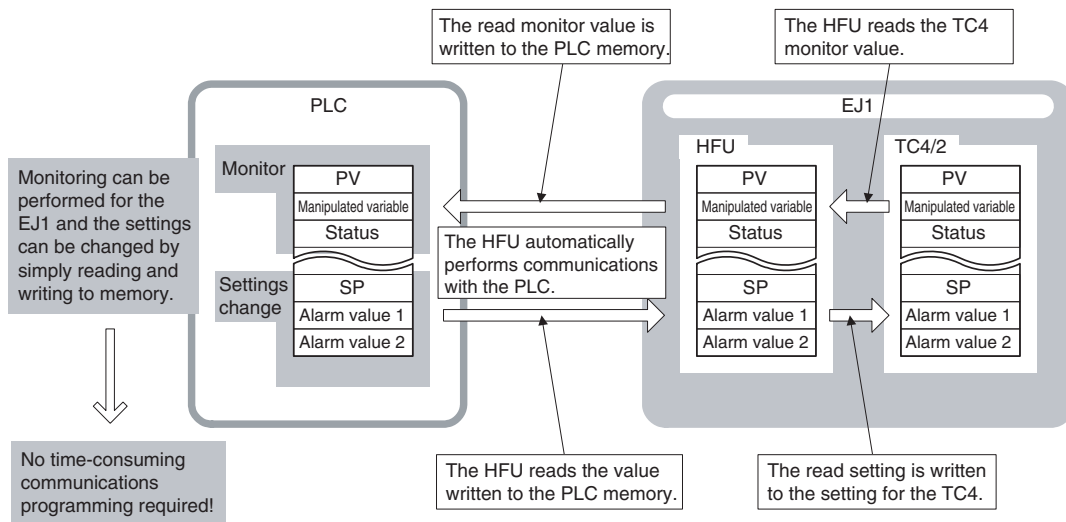 The read monitor value is
written to the PLC memory.
The HFU reads the TC4
monitor value.
PLC
EJ1
Monitoring can be
performed for the
EJ1 and the settings
can be changed by
simply reading and
writing to memory.
Monitor
PV
Manipulated variable
Status
Settings
change
SP
Alarm value 1
Alarm value 2
The HFU automatically
performs communications
with the PLC.
HFU
PV
Manipulated variable
Status
SP
Alarm value 1
Alarm value 2
TC4/2
PV
Manipulated variable
Status
SP
Alarm value 1
Alarm value 2
No time-consuming
communications
programming required!
The HFU reads the value
written to the PLC memory.
The read setting is written
to the setting for the TC4.